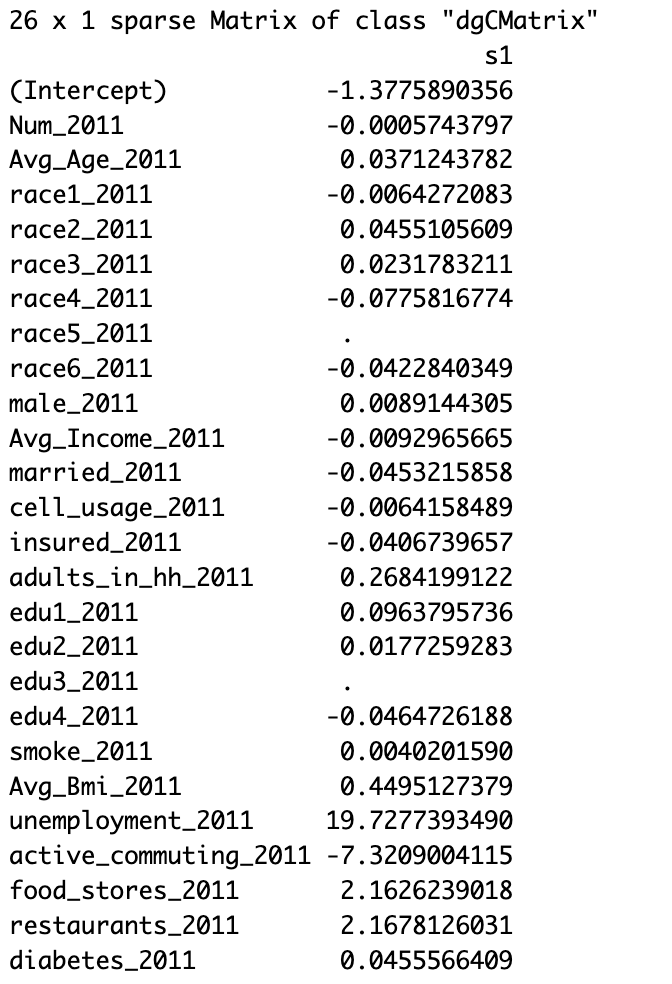 26 x 1 sparse Matrix of class "dgCMatrix"
s1
(Intercept) -1.3775890356
Num_2011 -0.0005743797
Avg_Age_2011 0.0371243782
race1_2011 -0.0064272083
race2_2011 0.0455105609
race3_2011 0.0231783211
race4_2011 -0.0775816774
race5_2011 .
race6_2011 -0.0422840349
male_2011 0.0089144305
Avg_Income_2011 -0.0092965665
married_2011 -0.0453215858
cell_usage_2011 -0.0064158489
insured_2011 -0.0406739657
adults_in_hh_2011 0.2684199122
edu1_2011 0.0963795736
edu2_2011 0.0177259283
edu3_2011 .
edu4_2011 -0.0464726188
smoke_2011 0.0040201590
Avg_Bmi_2011 0.4495127379
unemployment_2011 19.7277393490
active_commuting_2011 -7.3209004115
food_stores_2011 2.1626239018
restaurants_2011 2.1678126031
diabetes_2011 0.0455566409